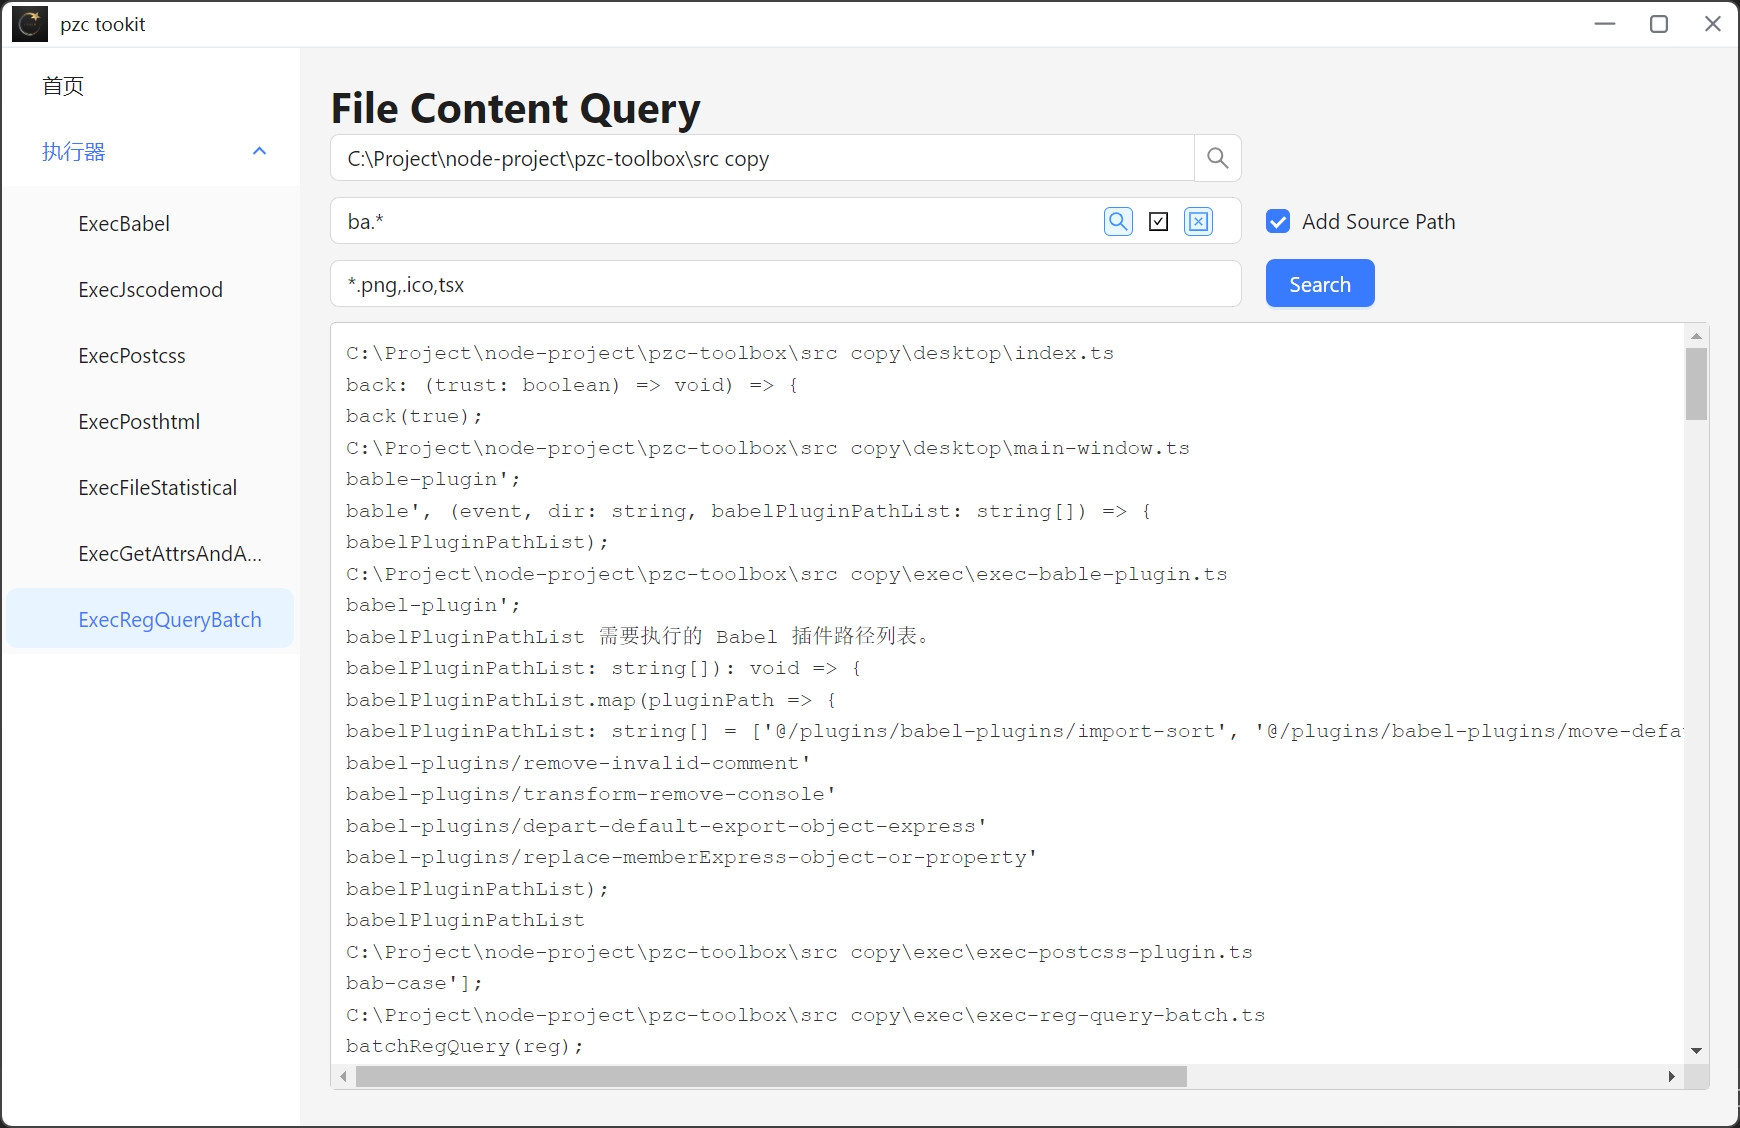 pzc tookit
首页
执行器
ExecBabel
ExecJscodemod
ExecPostcss
ExecPosthtml
ExecFileStatistical
ExecGetAttrsAndA...
ExecRegQueryBatch
File Content Query
C:\Project\node-project\pzc-toolbox\src copy
ba.*
Add Source Path
*.png,.ico,tsx
Search
C:\Project\node-project\pzc-toolbox\src copy\desktop\index.ts
back: (trust: boolean) => void) => {
back(true);
C:\Project\node-project\pzc-toolbox\src copy\desktop\main-window.ts
bable-plugin';
bable', (event, dir: string, babelPluginPathList: string[]) => {
babelPluginPathList);
C:\Project\node-project\pzc-toolbox\src copy\exec\exec-bable-plugin.ts
babel-plugin';
babelPluginPathList 需要执行的 Babel 插件路径列表。
babelPluginPathList: string[]): void => {
babelPluginPathList.map(pluginPath => {
babelPluginPathList: string[] = ['@/plugins/babel-plugins/import-sort', '@/plugins/babel-plugins/move-defa
babel-plugins/remove-invalid-comment'
babel-plugins/transform-remove-console'
babel-plugins/depart-default-export-object-express'
babel-plugins/replace-memberExpress-object-or-property'
babelPluginPathList);
babelPluginPathList
C:\Project\node-project\pzc-toolbox\src copy\exec\exec-postcss-plugin.ts
bab-case'];
C:\Project\node-project\pzc-toolbox\src copy\exec\exec-reg-query-batch.ts
batchRegQuery(reg);